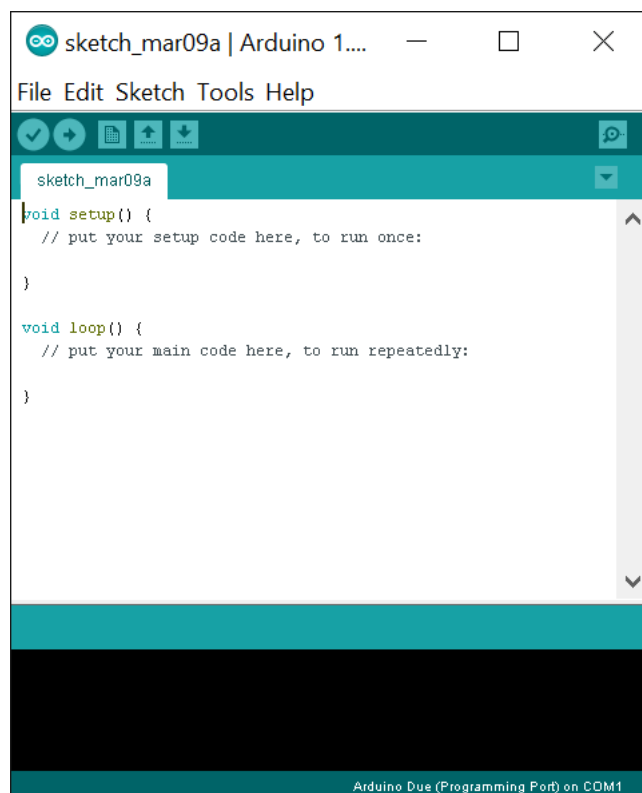 sketch_mar09a | Arduino 1....
File Edit Sketch Tools Help
sketch_mar09a
void setup() {
  // put your setup code here, to run once:
}
void loop() {
  // put your main code here, to run repeatedly:
}
Arduino Due (Programming Port) on COM1